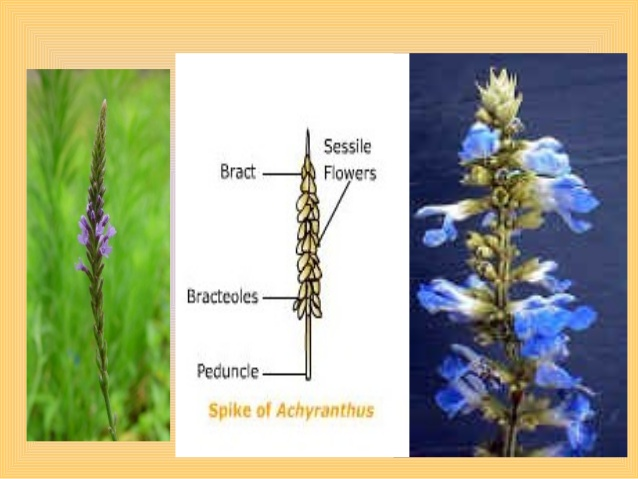 Sessile
Bract
Flowers
Bracteoles
Peduncle
Spike of Achyranthus